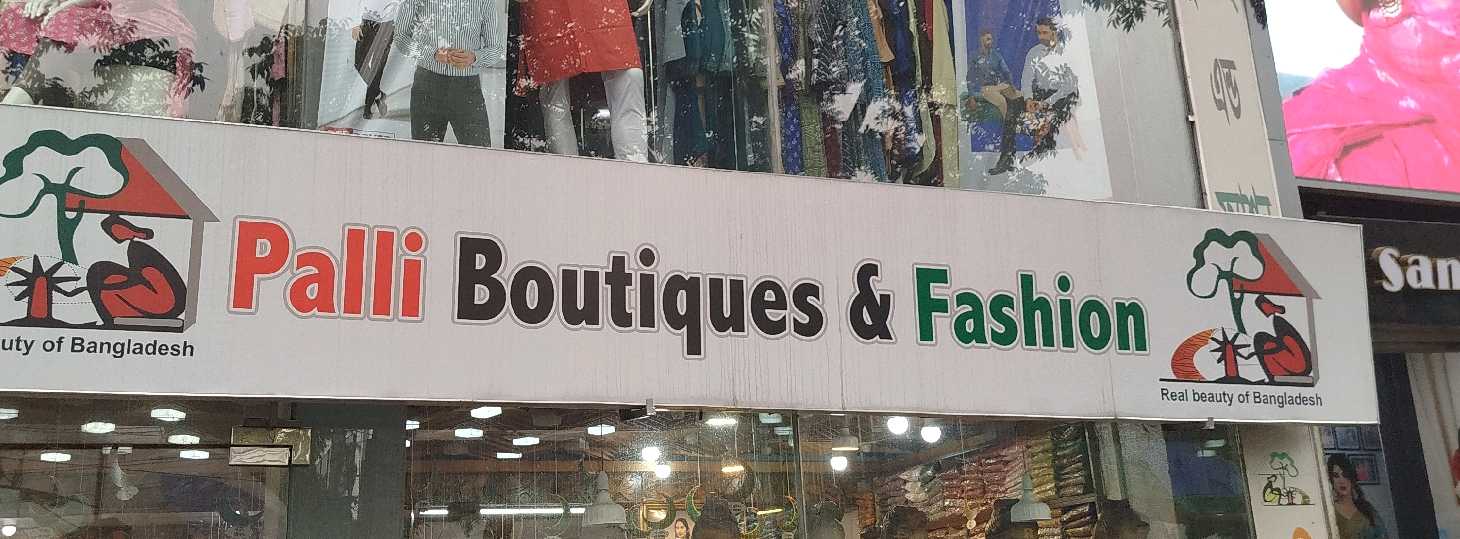 Palli Boutiques & Fashion
uty of Bangladesh
Real beauty of Bangladesh
San